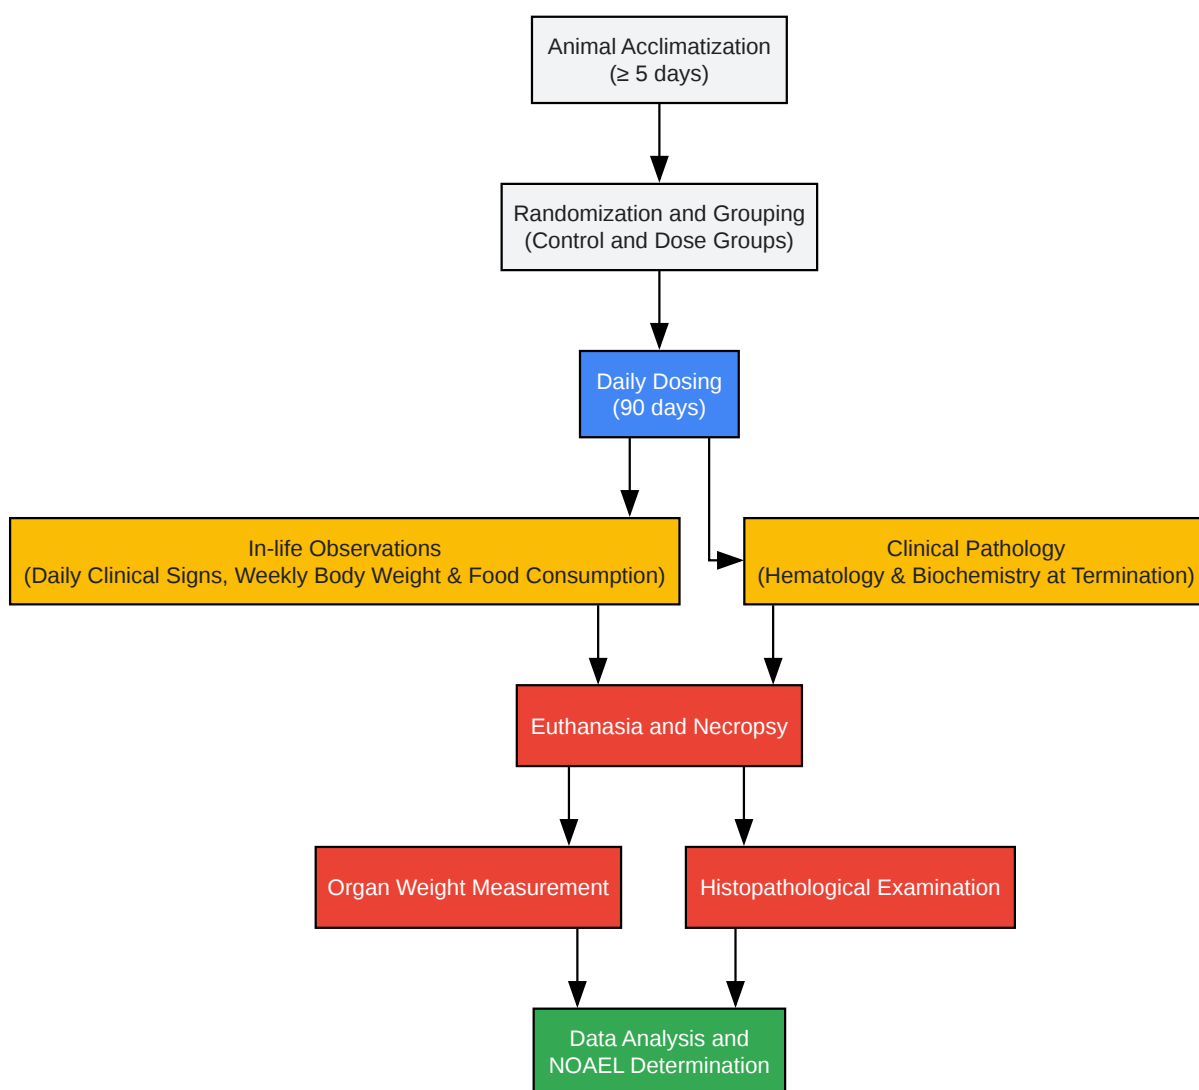 Animal Acclimatization
(≥ 5 days)
Randomization and Grouping
(Control and Dose Groups)
Daily Dosing
(90 days)
In-life Observations
(Daily Clinical Signs, Weekly Body Weight & Food Consumption)
Clinical Pathology
(Hematology & Biochemistry at Termination)
Euthanasia and Necropsy
Organ Weight Measurement
Histopathological Examination
Data Analysis and
NOAEL Determination